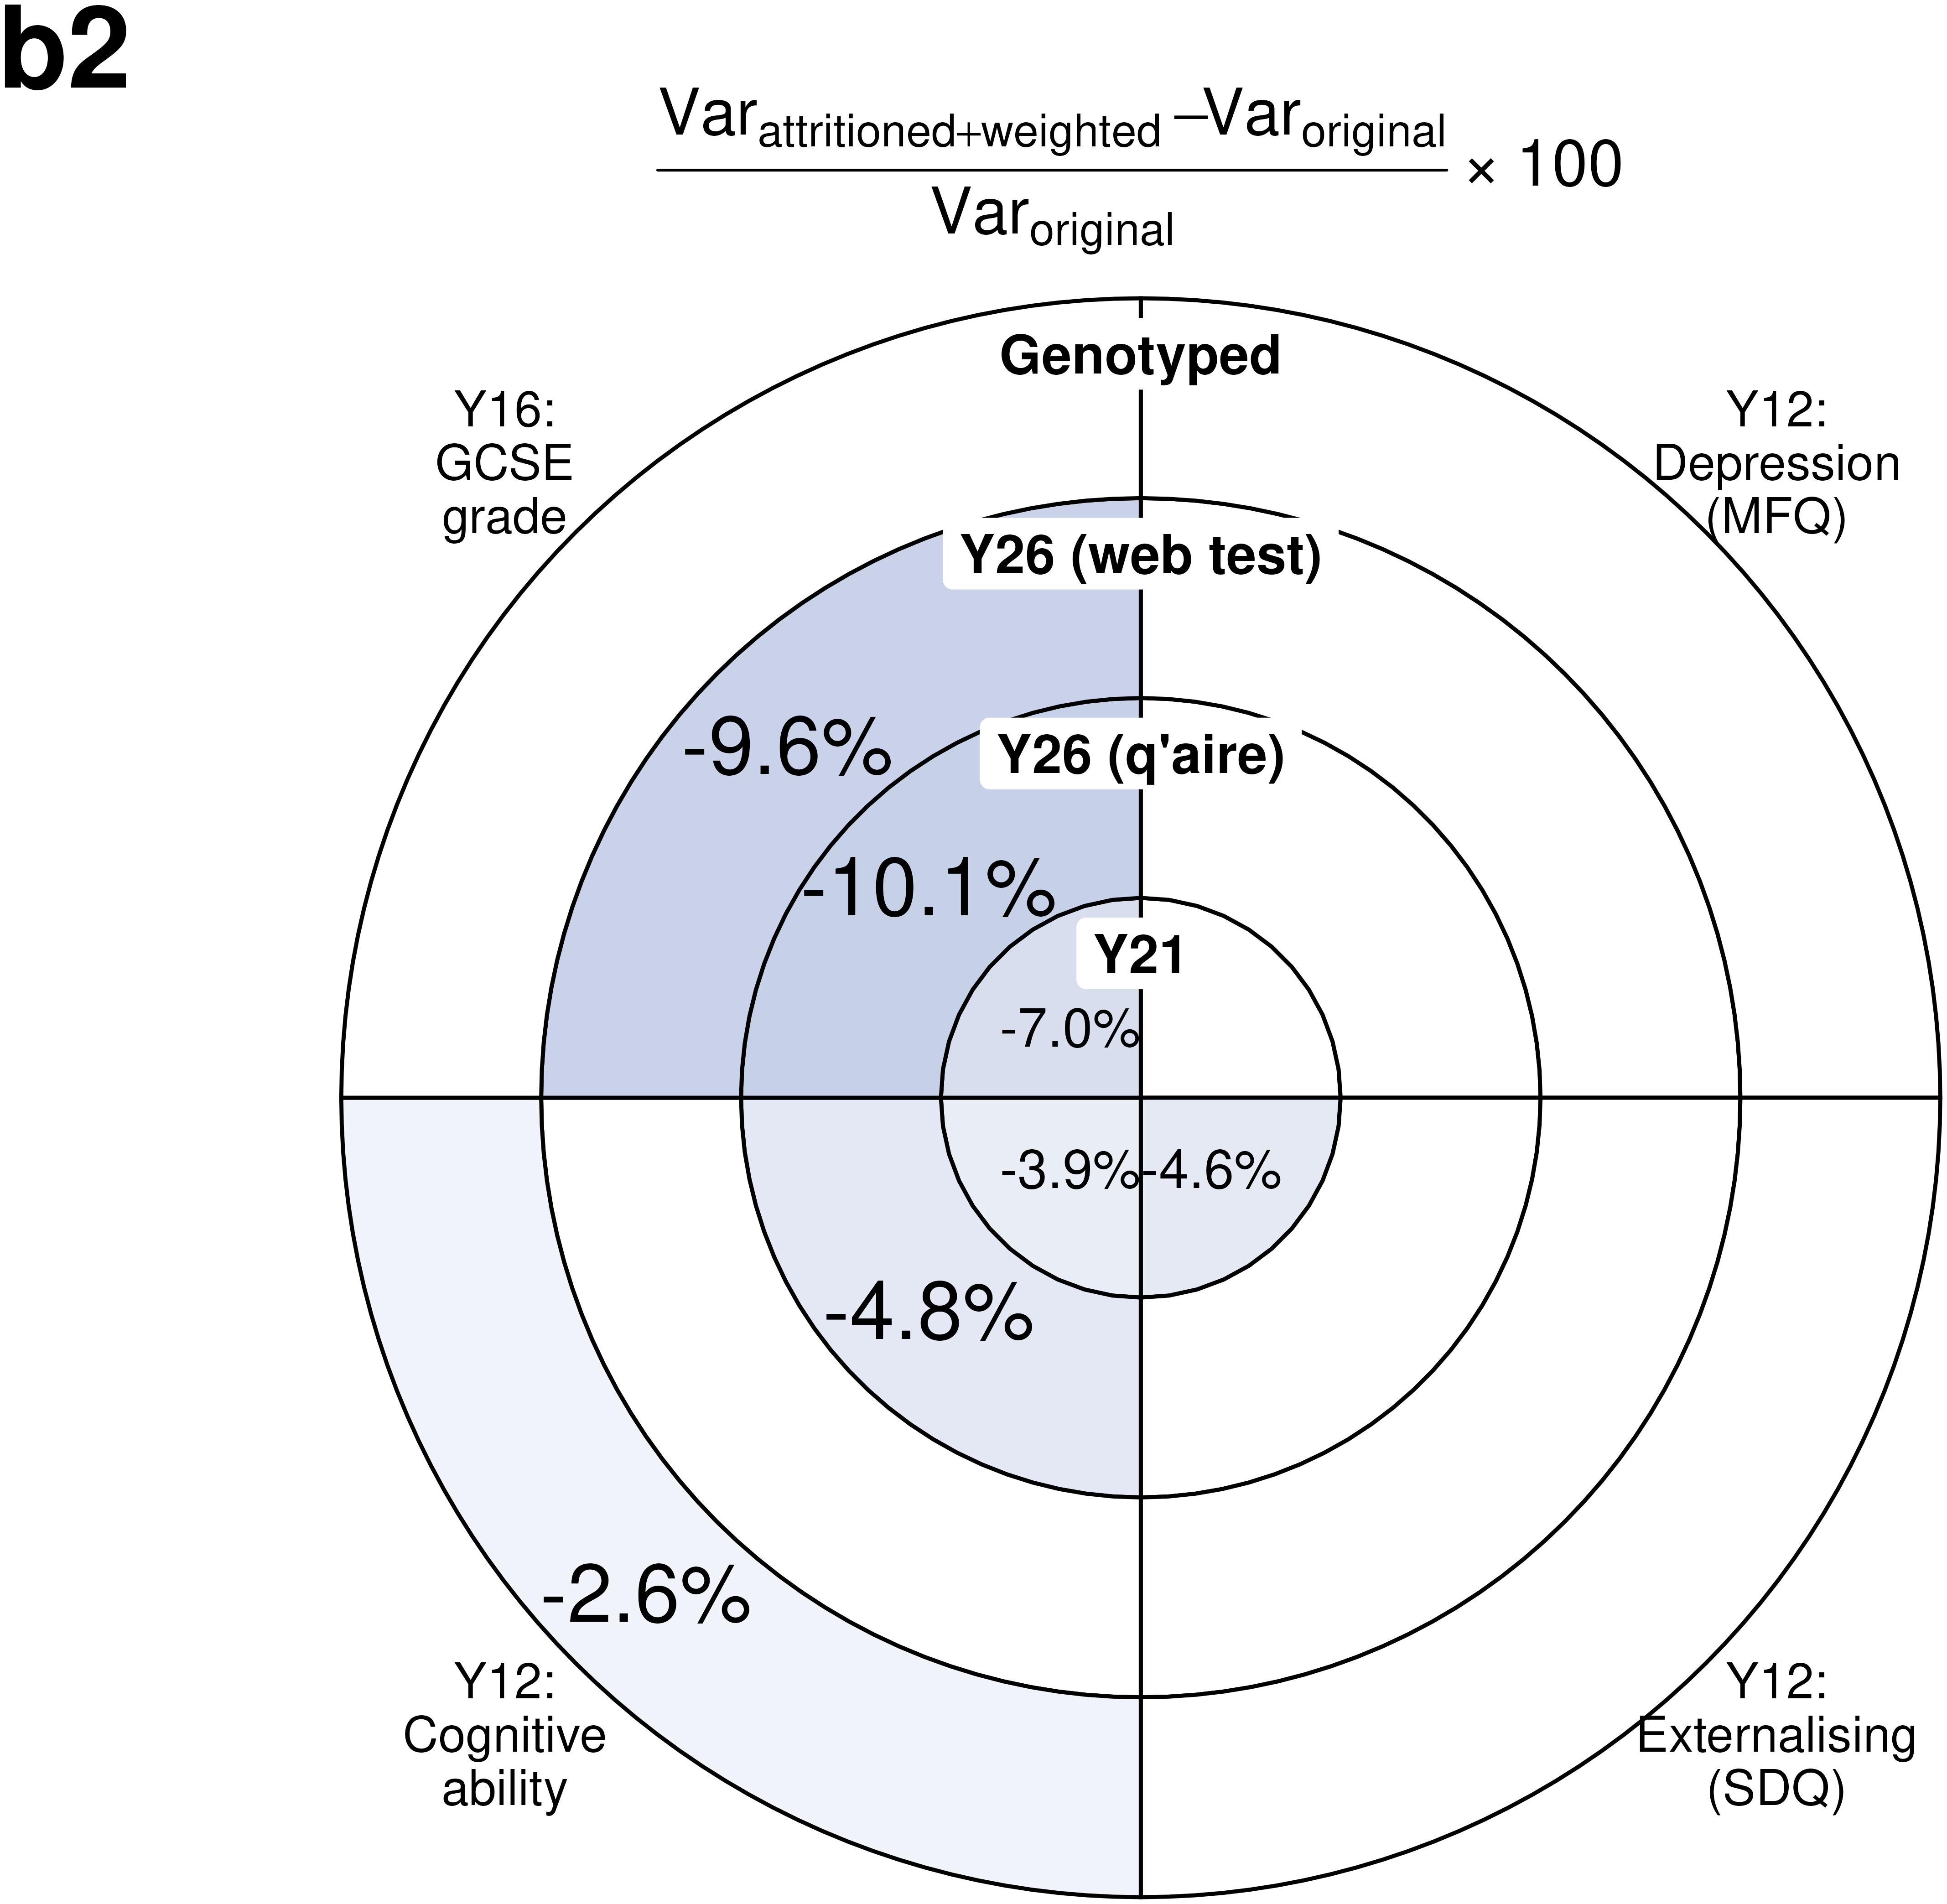 b2
Var attritioned+weighted –Var original
Var original
× 100
Genotyped
Y16:
GCSE
grade
Y12:
Depression
(MFQ)
Y26 (web test)
-9.6%
Y26 (q'aire)
-10.1%
Y21
-7.0%
-3.9%
-4.6%
-4.8%
-2.6%
Y12:
Cognitive
ability
Y12:
Externalising
(SDQ)